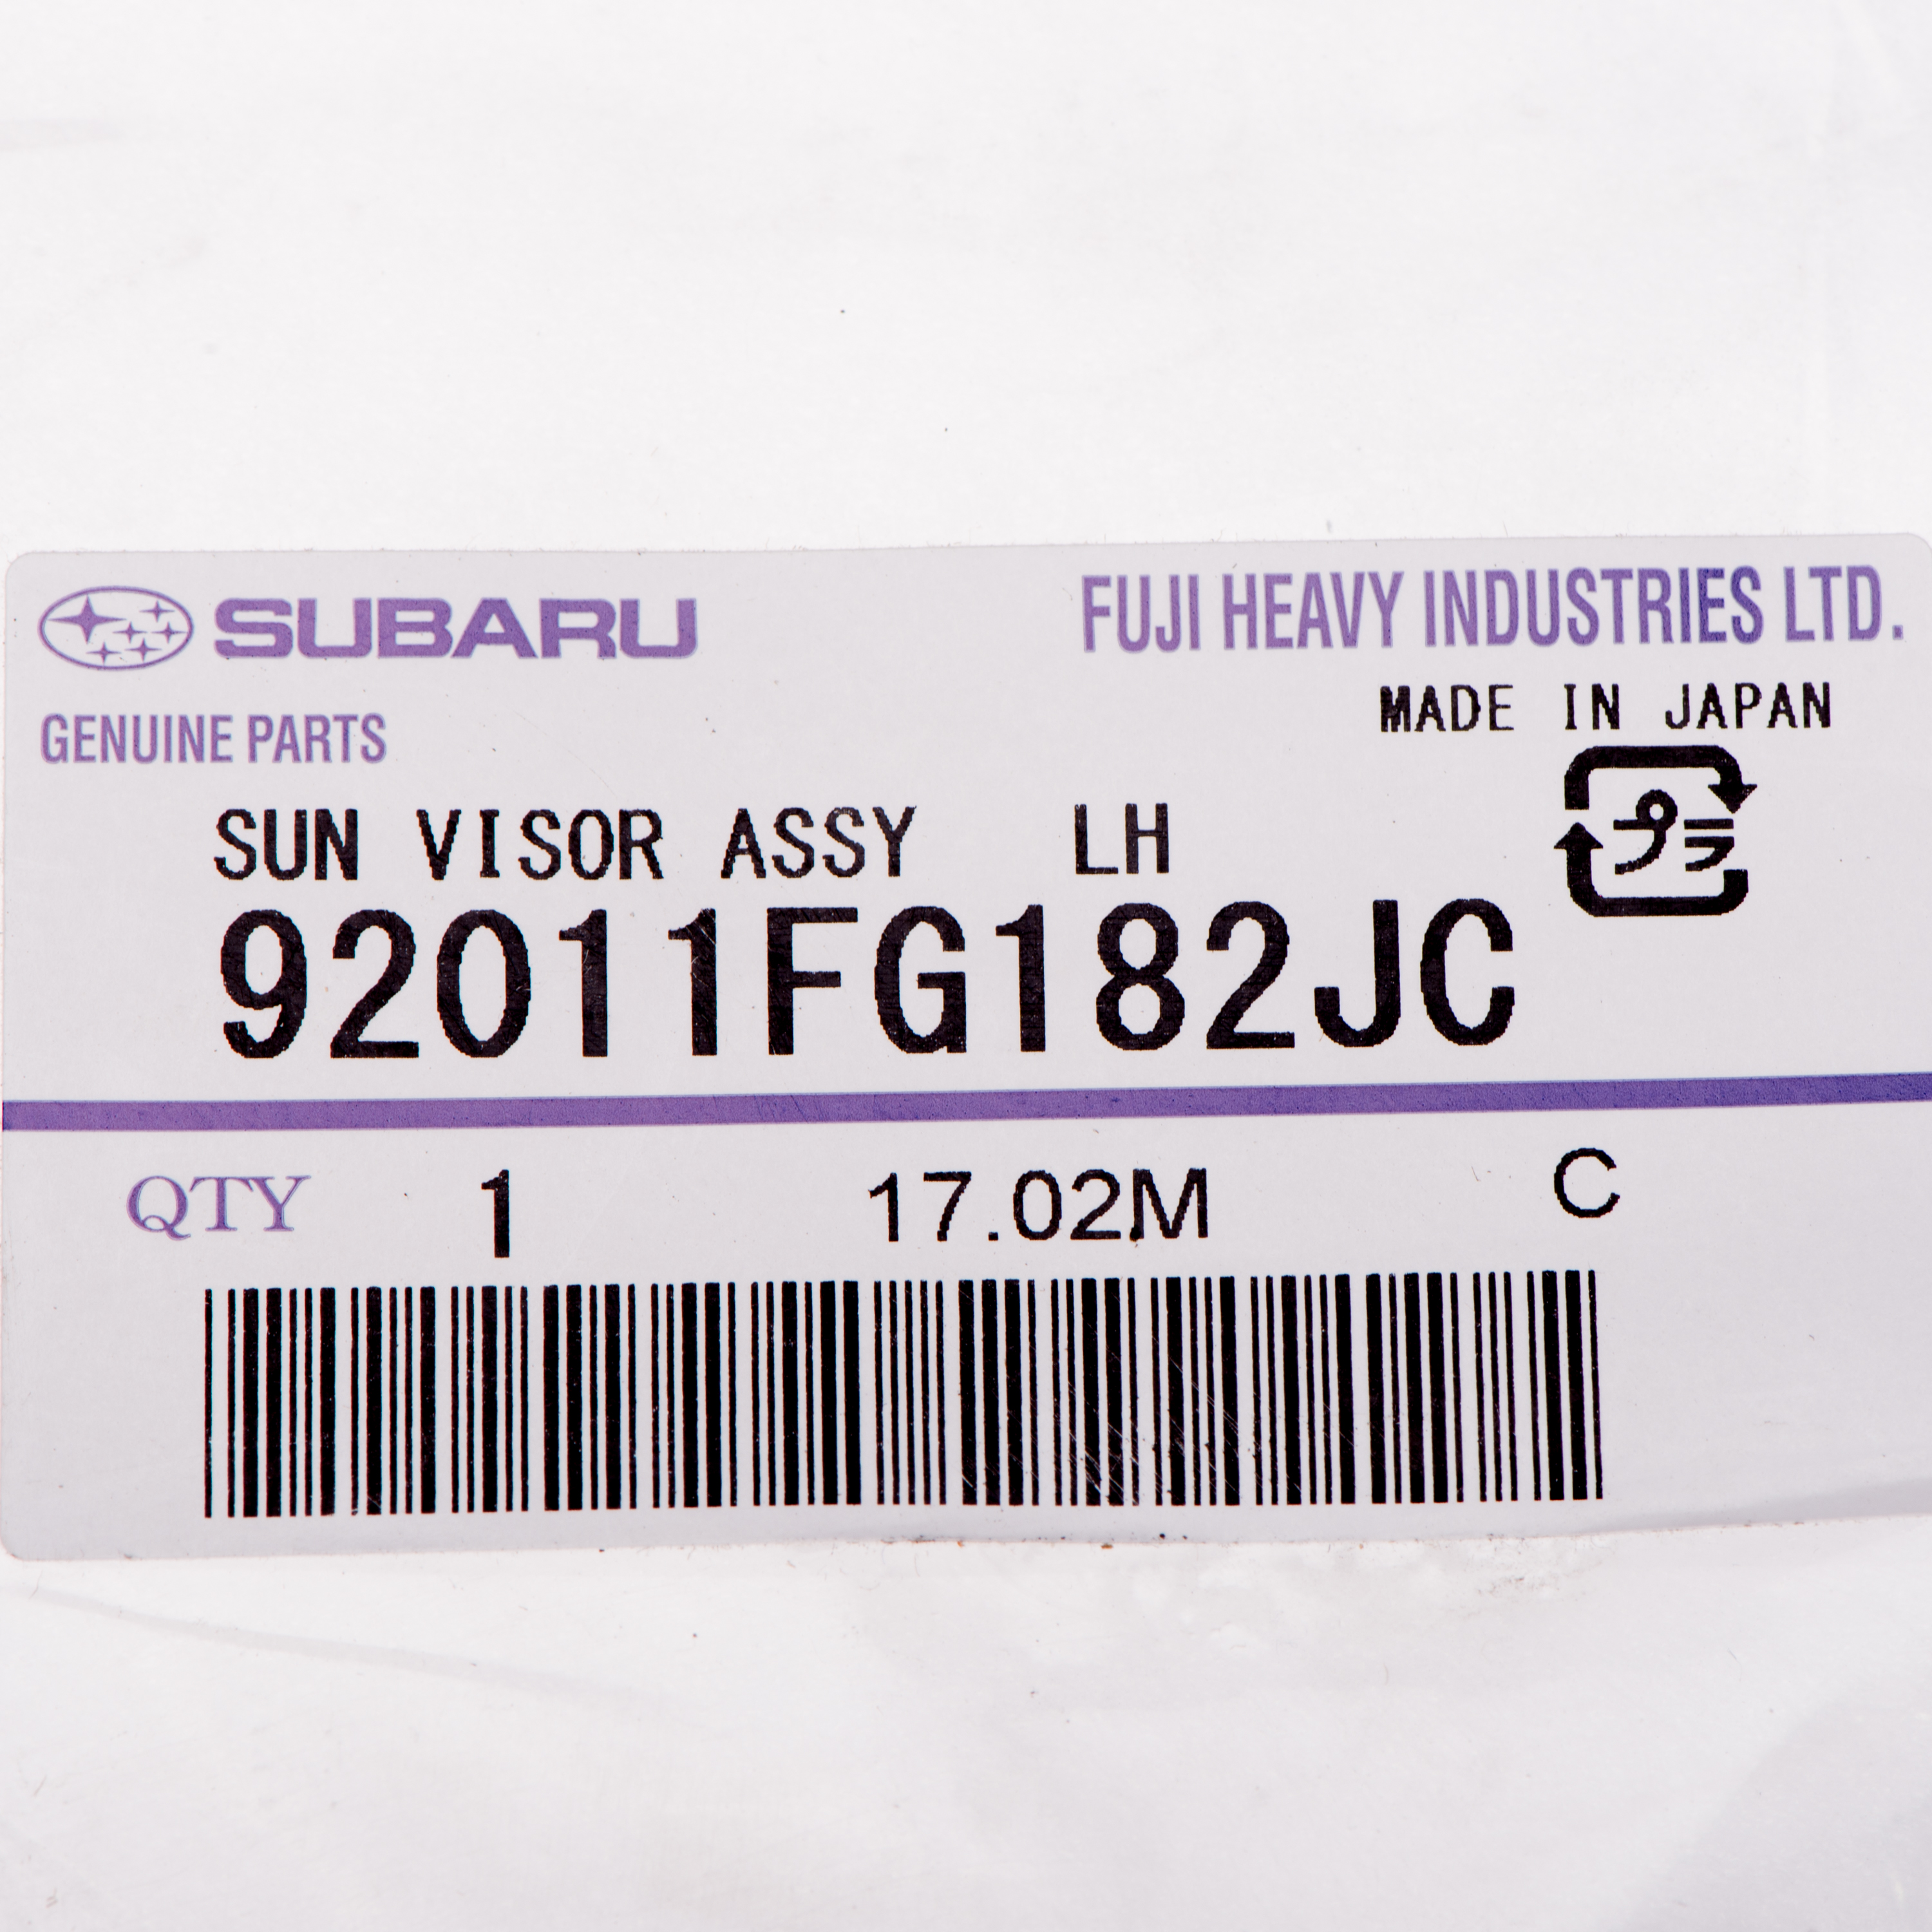 SUBARU
FUJI HEAVY INDUSTRIES LTD.
GENUINE PARTS
MADE IN JAPAN
プラ
SUN VISOR ASSY LH
92011FG182JC
QTY 1 17.02M C